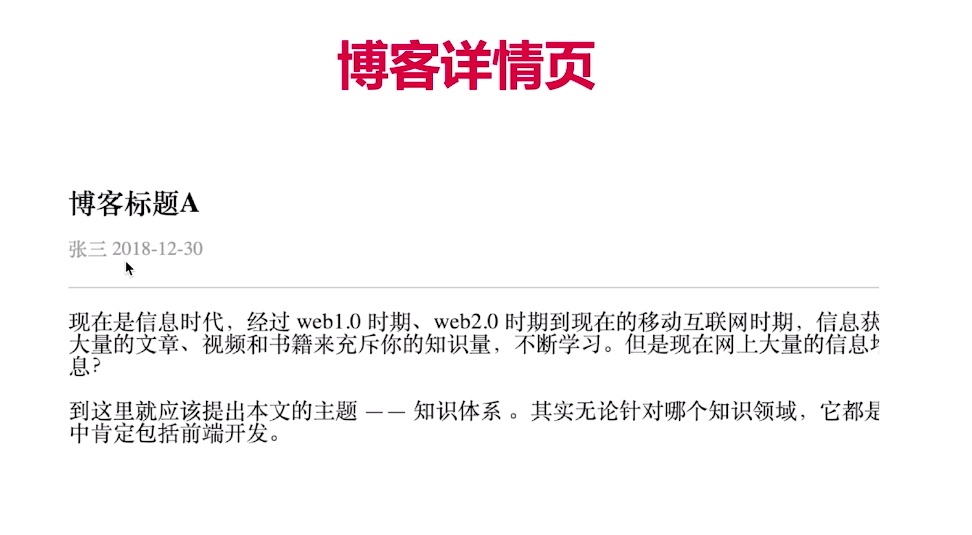 博客详情页
博客标题A
张三 2018-12-30
现在是信息时代，经过 web1.0 时期、web2.0 时期到现在的移动互联网时期，信息获
大量的文章、视频和书籍来充斥你的知识量，不断学习。但是现在网上大量的信息
息？
到这里就应该提出本文的主题 —— 知识体系 。其实无论针对哪个知识领域，它都是
中肯定包括前端开发。